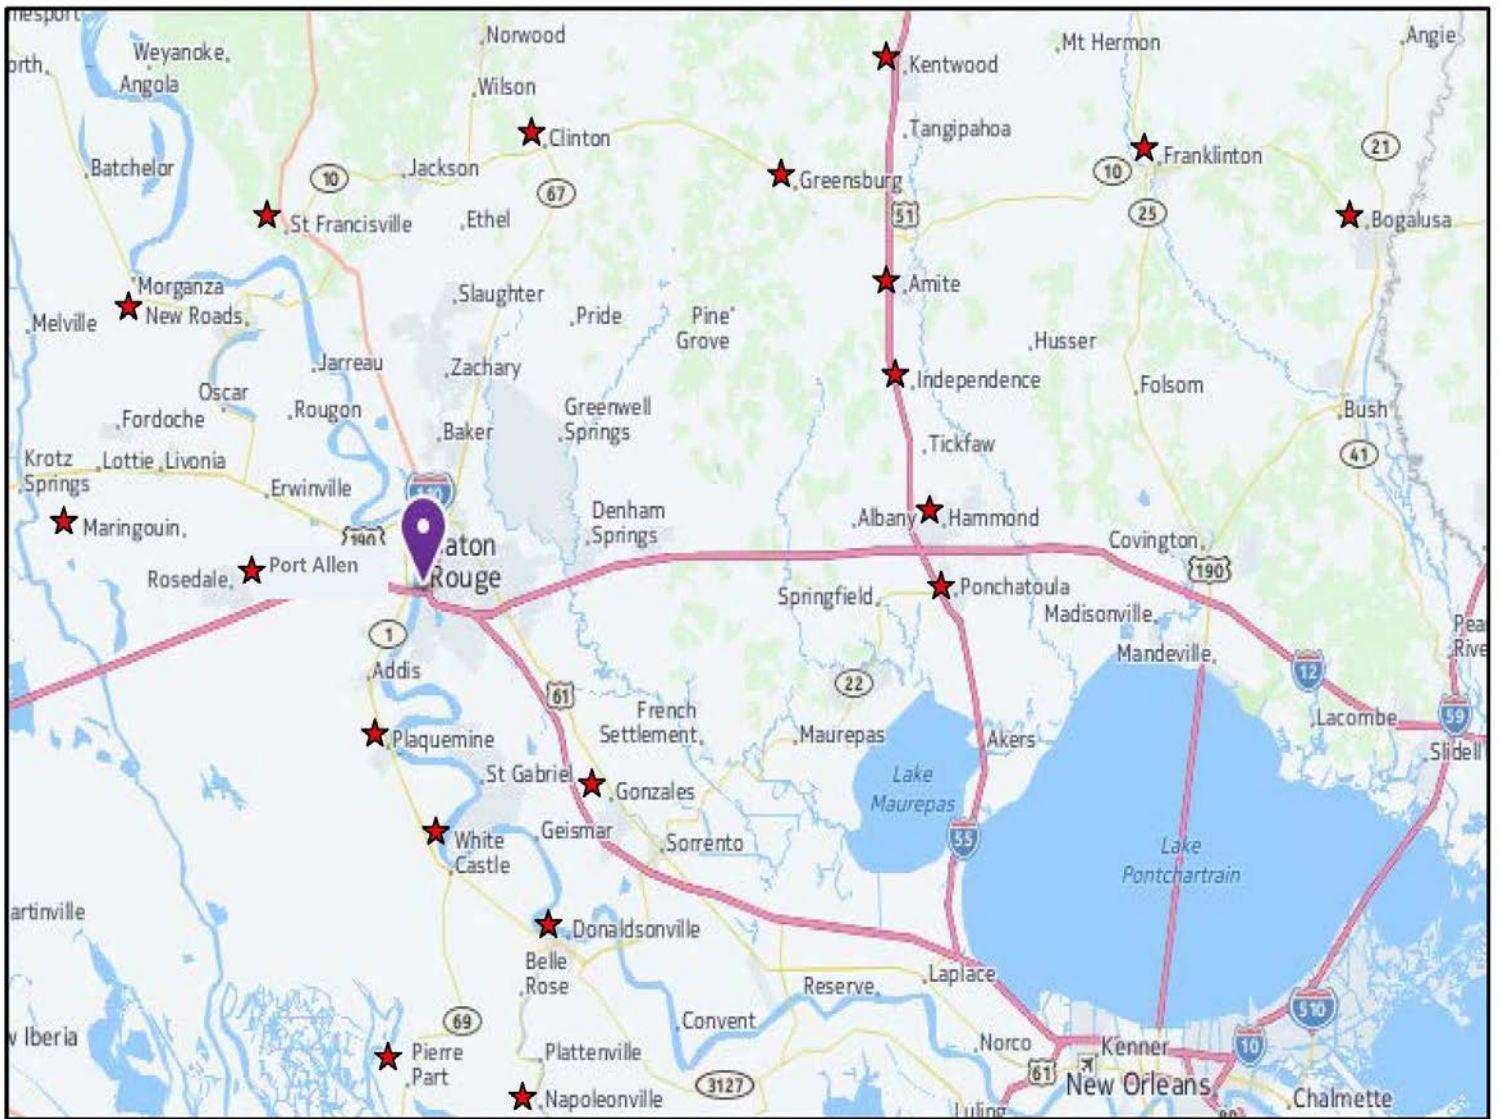 mesport
Norwood
Mt Hermon
Angie
Weyanoke
orth
Kentwood
Angola
Wilson
Tangipahoa
Clinton
21
Batchelor
Jackson
10
Franklinton
10
67
Greensburg
51
25
St Francisville
Ethel
Bogalusa
Morganza
Slaughter
Amite
New Roads
Pride
Pine
Grove
Melville
Husser
Jarreau
Zachary
Independence
Folsom
Oscar
Rougon
Greenwell
Springs
Bush
Fordoche
Baker
Tickfaw
41
Krotz
Springs
Lottie
Livonia
Erwinville
Denham
Springs
Albany
Hammond
Maringouin
190
Covington
aton
Rouge
190
Port Allen
Rosedale
Springfield
Ponchatoula
Madisonville
1
Pea
Rive
Mandeville
Addis
12
22
61
French
Settlement
Lacombe
59
Plaquemine
Maurepas
Akers
Slidell
St Gabriel
Lake
Maurepas
Gonzales
Geismar
55
White
Castle
Sorrento
Lake
Pontchartrain
artinville
Donaldsonville
Belle
Rose
Laplace
Reserve
510
69
Convent
w Iberia
Norco
Kenner
10
Pierre
Part
Plattenville
61
New Orleans
3127
Napoleonville
Chalmette
Luling